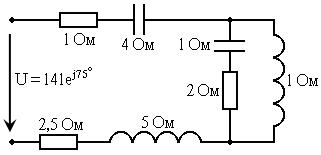 1 Ом
4 Ом
1 Ом
U = 141e^j75°
2 Ом
1 Ом
2,5 Ом
5 Ом